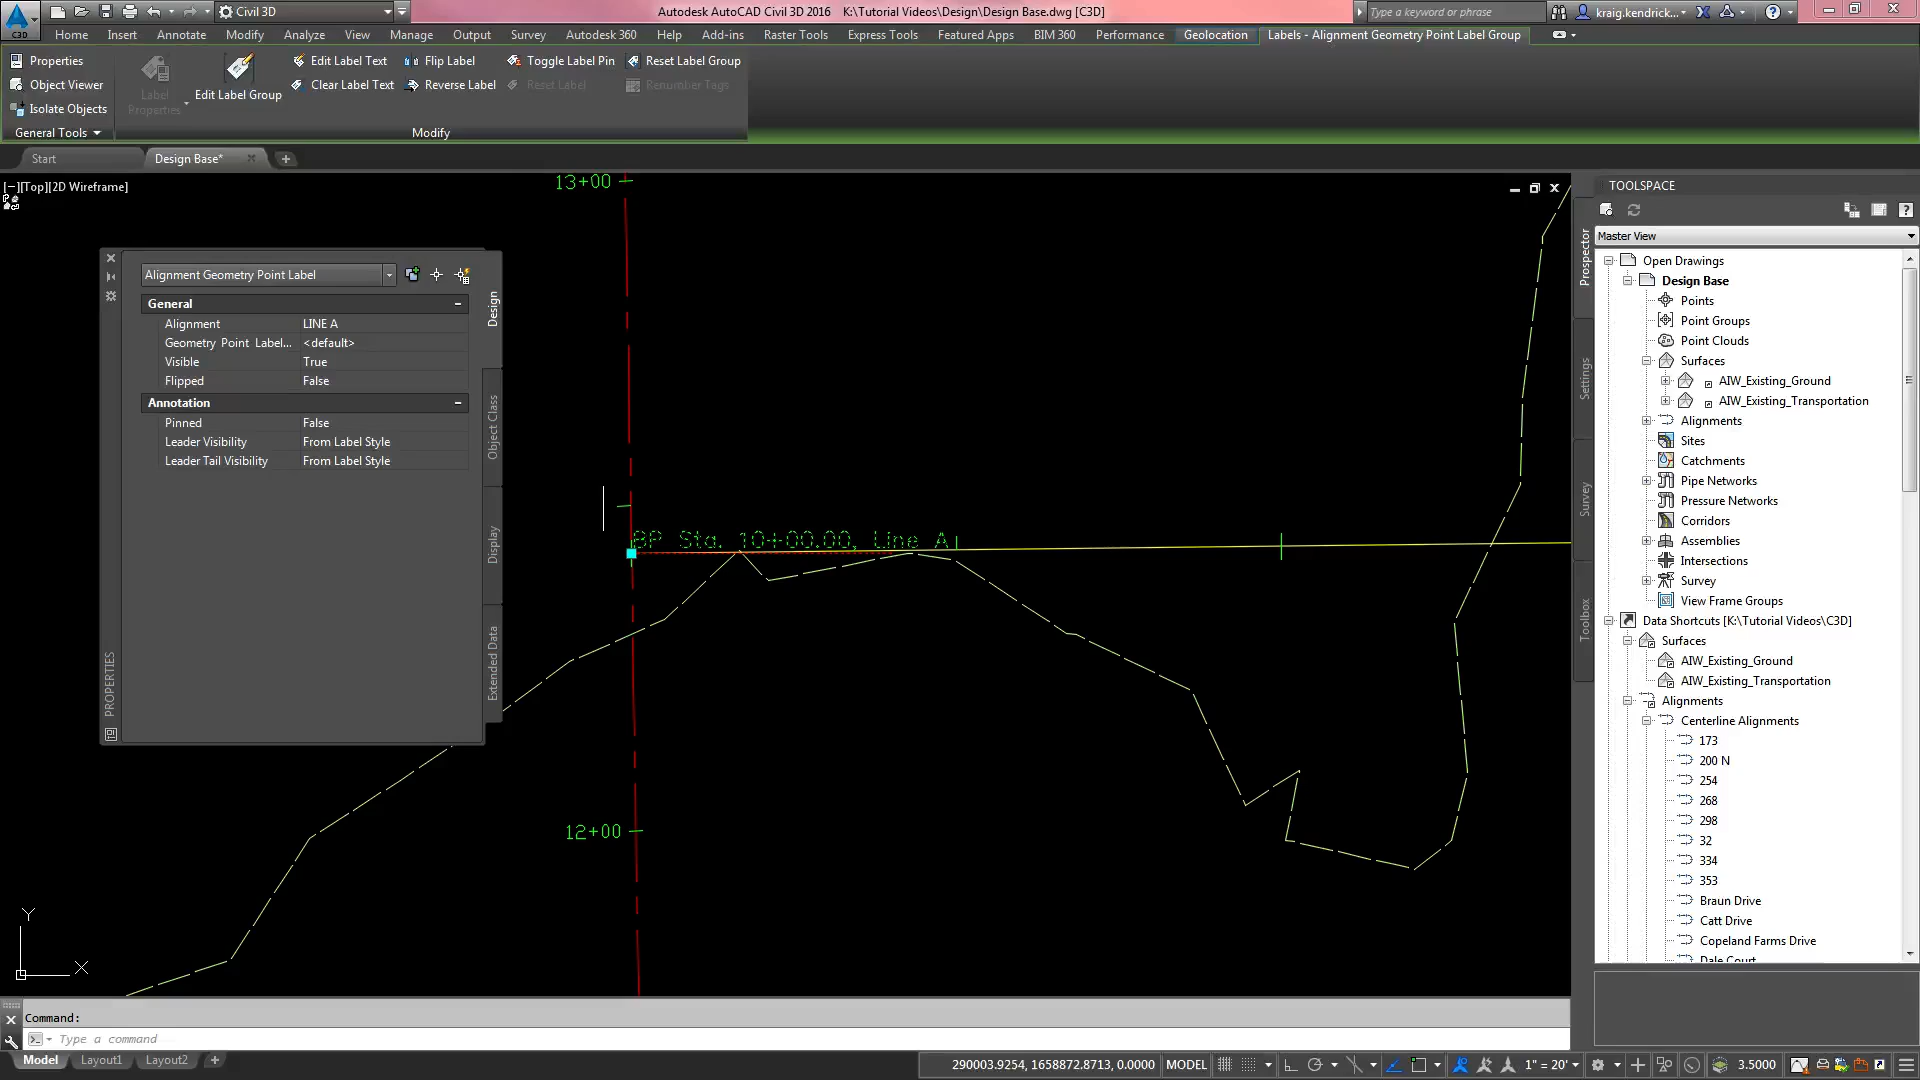 C3D
Civil 3D
Autodesk AutoCAD Civil 3D 2016 K:\Tutorial Videos\Design\Design Base.dwg [C3D]
Type a keyword or phrase
kraig.kendrick...
Home Insert Annotate Modify Analyze View Manage Output Survey Autodesk 360 Help Add-ins Raster Tools Express Tools Featured Apps BIM 360 Performance Geolocation Labels - Alignment Geometry Point Label Group
Properties
Object Viewer
Isolate Objects
General Tools
Label
Properties
Edit Label Group
Edit Label Text
Clear Label Text
Flip Label
Reverse Label
Toggle Label Pin
Reset Label
Reset Label Group
Renumber Tags
Modify
Start
Design Base*
[−][Top][2D Wireframe]
13+00
Alignment Geometry Point Label
General
Alignment LINE A
Geometry Point Label... <default>
Visible True
Flipped False
Annotation
Pinned False
Leader Visibility From Label Style
Leader Tail Visibility From Label Style
Design
Object Class
Display
Extended Data
PROPERTIES
BP Sta. 10+00.00, Line A
12+00
Y
X
TOOLSPACE
Master View
Prospector
Settings
Survey
Toolbox
Open Drawings
Design Base
Points
Point Groups
Point Clouds
Surfaces
AIW_Existing_Ground
AIW_Existing_Transportation
Alignments
Sites
Catchments
Pipe Networks
Pressure Networks
Corridors
Assemblies
Intersections
Survey
View Frame Groups
Data Shortcuts [K:\Tutorial Videos\C3D]
Surfaces
AIW_Existing_Ground
AIW_Existing_Transportation
Alignments
Centerline Alignments
173
200 N
254
268
298
32
334
353
Braun Drive
Catt Drive
Copeland Farms Drive
Dale Court
Command:
Type a command
Model Layout1 Layout2
290003.9254, 1658872.8713, 0.0000 MODEL
1" = 20'
3.5000